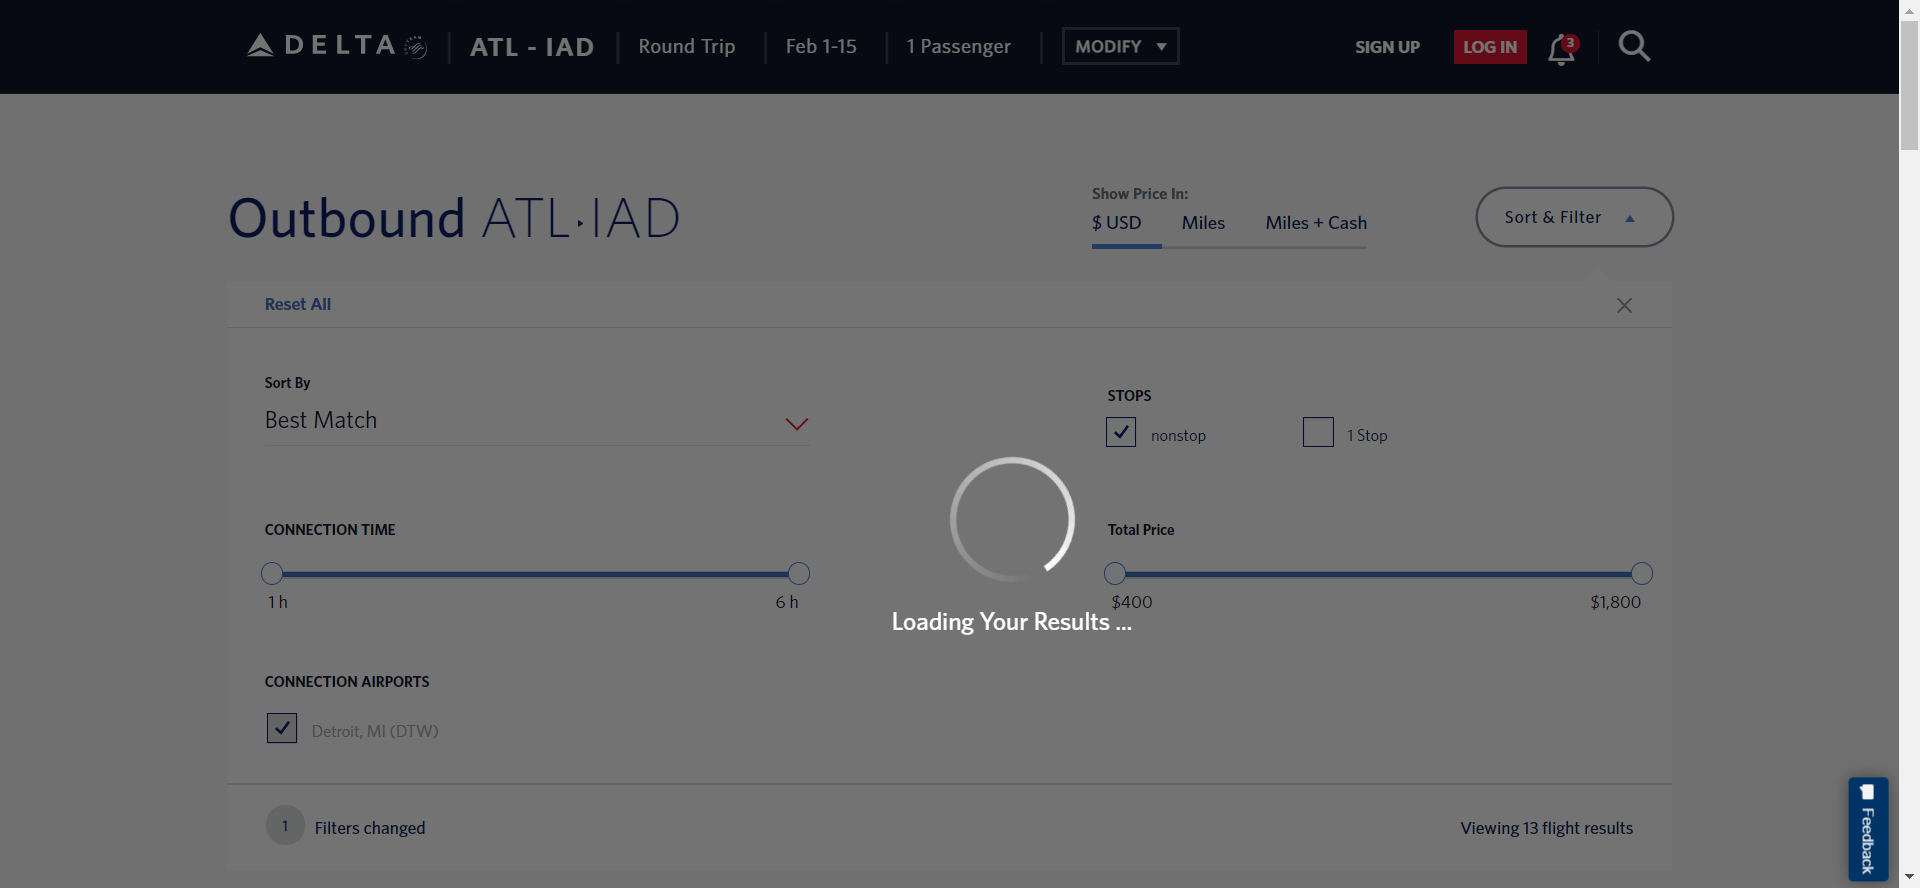 DELTA
ATL - IAD
Round Trip
Feb 1-15
1 Passenger
MODIFY
SIGN UP
LOG IN
3
Outbound ATL IAD
Show Price In:
$ USD
Miles
Miles + Cash
Sort & Filter
Reset All
Sort By
Best Match
STOPS
nonstop
1 Stop
CONNECTION TIME
1 h
6 h
Total Price
$400
$1,800
Loading Your Results ...
CONNECTION AIRPORTS
Detroit, MI (DTW)
1
Filters changed
Viewing 13 flight results
Feedback